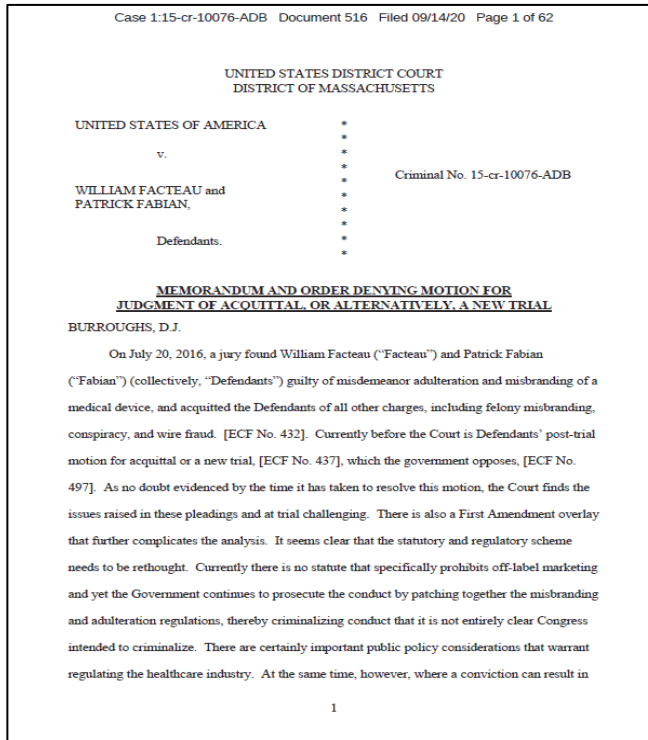 Case 1:15-cr-10076-ADB Document 516 Filed 09/14/20 Page 1 of 62
UNITED STATES DISTRICT COURT
DISTRICT OF MASSACHUSETTS
UNITED STATES OF AMERICA *
*
v. *
*
* Criminal No. 15-cr-10076-ADB
WILLIAM FACTEAU and *
PATRICK FABIAN, *
*
Defendants. *
*
MEMORANDUM AND ORDER DENYING MOTION FOR
JUDGMENT OF ACQUITTAL, OR ALTERNATIVELY, A NEW TRIAL
BURROUGHS, D.J.
On July 20, 2016, a jury found William Facteau (“Facteau”) and Patrick Fabian
(“Fabian”) (collectively, “Defendants”) guilty of misdemeanor adulteration and misbranding of a
medical device, and acquitted the Defendants of all other charges, including felony misbranding,
conspiracy, and wire fraud. [ECF No. 432]. Currently before the Court is Defendants’ post-trial
motion for acquittal or a new trial, [ECF No. 437], which the government opposes, [ECF No.
497]. As no doubt evidenced by the time it has taken to resolve this motion, the Court finds the
issues raised in these pleadings and at trial challenging. There is also a First Amendment overlay
that further complicates the analysis. It seems clear that the statutory and regulatory scheme
needs to be rethought. Currently there is no statute that specifically prohibits off-label marketing
and yet the Government continues to prosecute the conduct by patching together the misbranding
and adulteration regulations, thereby criminalizing conduct that it is not entirely clear Congress
intended to criminalize. There are certainly important public policy considerations that warrant
regulating the healthcare industry. At the same time, however, where a conviction can result in
1